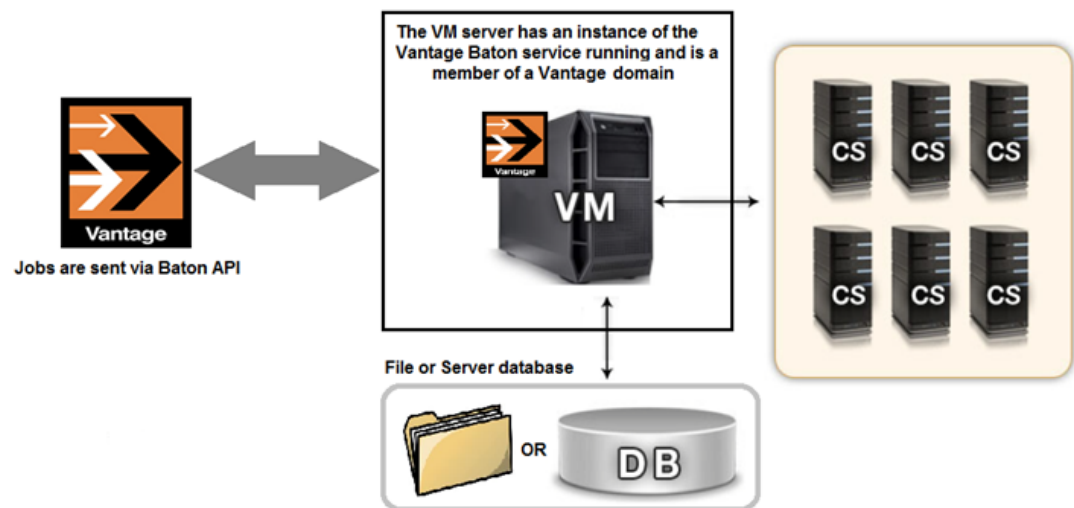 The VM server has an instance of the
Vantage Baton service running and is a
member of a Vantage domain
Vantage
Jobs are sent via Baton API
Vantage
VM
CS CS CS
CS CS CS
File or Server database
OR
DB